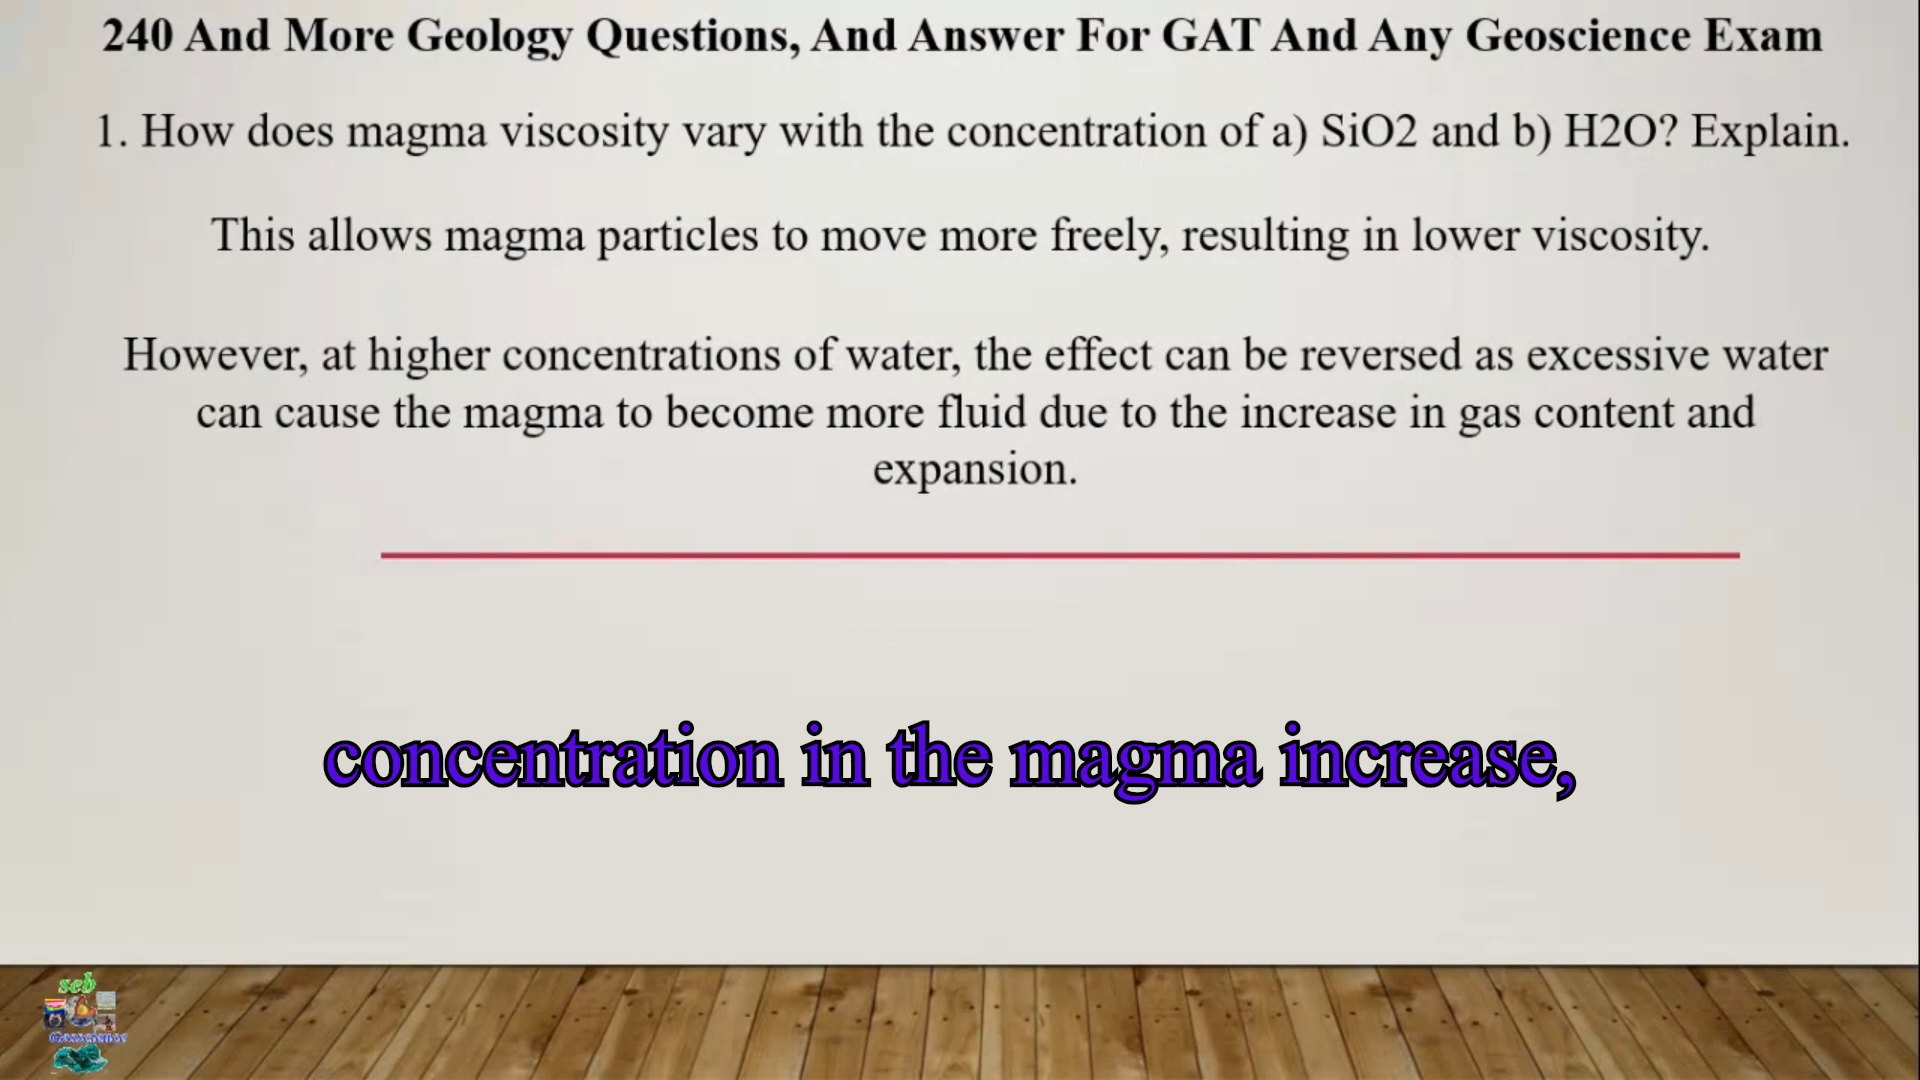 240 And More Geology Questions, And Answer For GAT And Any Geoscience Exam
1. How does magma viscosity vary with the concentration of a) SiO2 and b) H2O? Explain.
This allows magma particles to move more freely, resulting in lower viscosity.
However, at higher concentrations of water, the effect can be reversed as excessive water
can cause the magma to become more fluid due to the increase in gas content and
expansion.
concentration in the magma increase,
seb
Geoscience